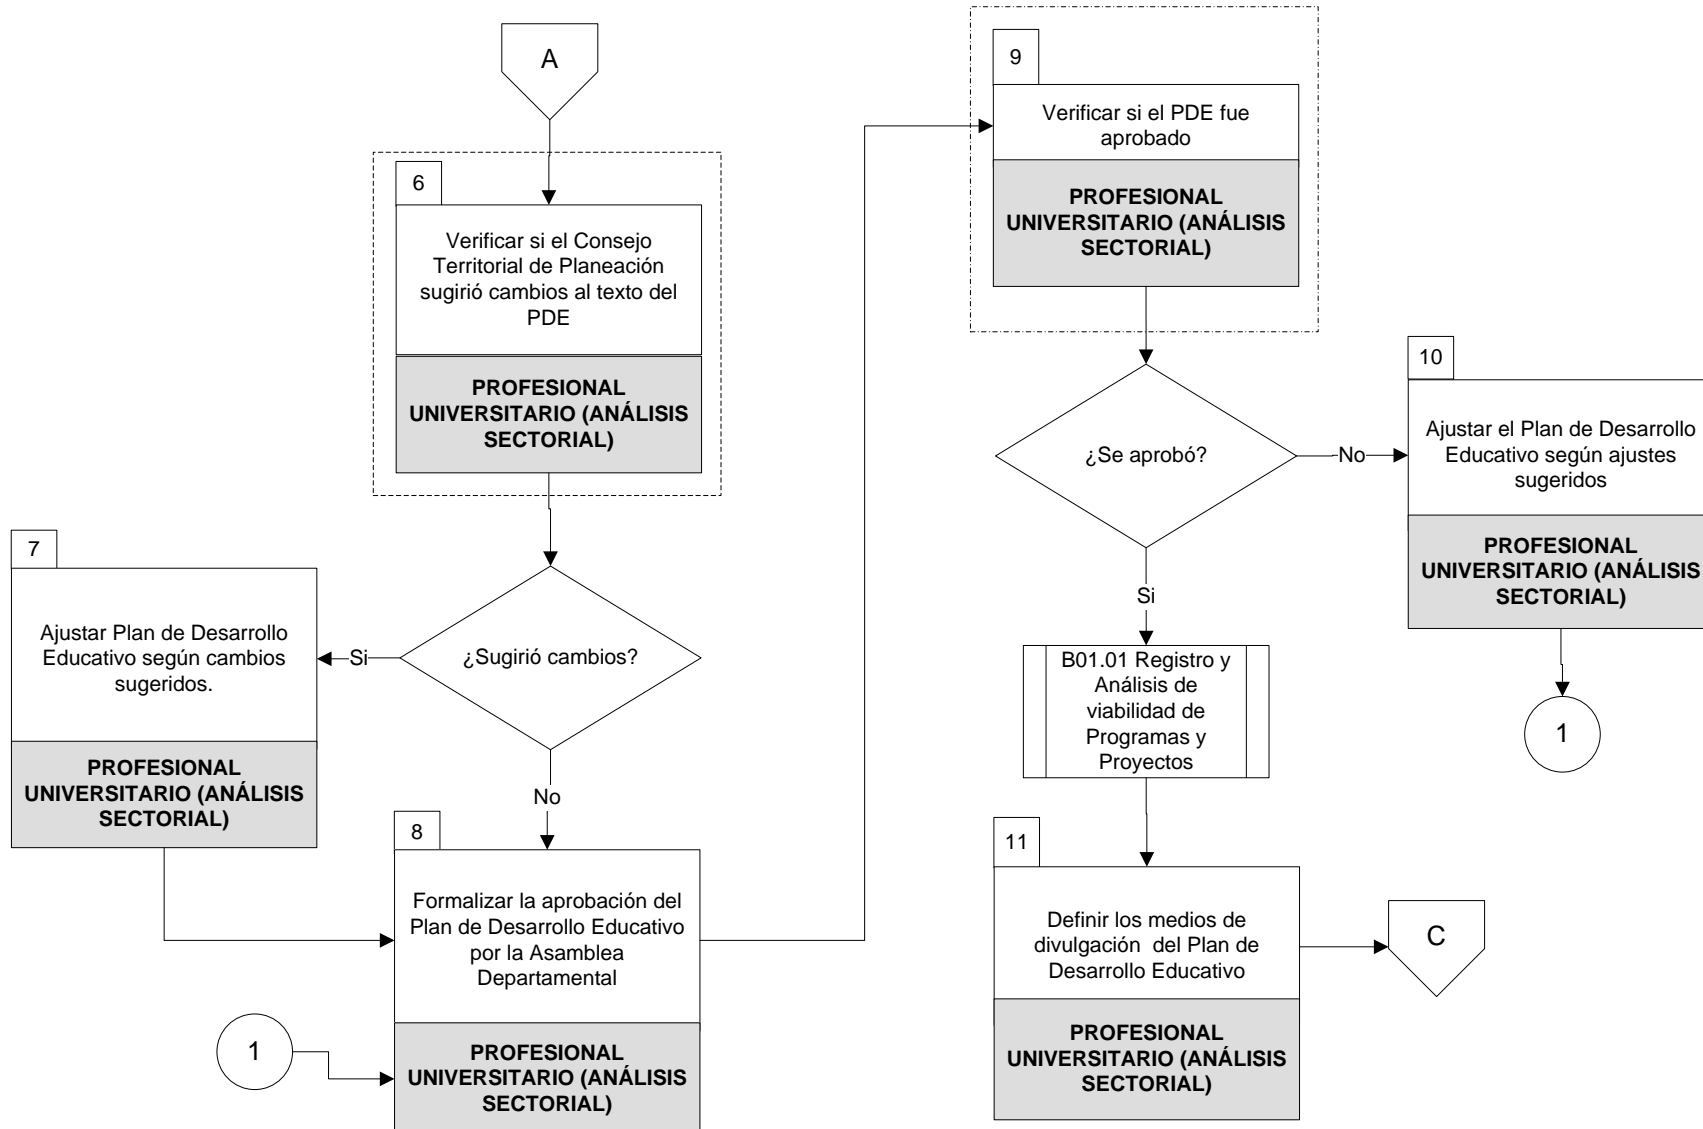 A
6
Verificar si el Consejo
Territorial de Planeación
sugirió cambios al texto del
PDE
PROFESIONAL
UNIVERSITARIO (ANÁLISIS
SECTORIAL)
¿Sugirió cambios?
Si
No
7
Ajustar Plan de Desarrollo
Educativo según cambios
sugeridos.
PROFESIONAL
UNIVERSITARIO (ANÁLISIS
SECTORIAL)
8
Formalizar la aprobación del
Plan de Desarrollo Educativo
por la Asamblea
Departamental
PROFESIONAL
UNIVERSITARIO (ANÁLISIS
SECTORIAL)
1
9
Verificar si el PDE fue
aprobado
PROFESIONAL
UNIVERSITARIO (ANÁLISIS
SECTORIAL)
¿Se aprobó?
No
Si
10
Ajustar el Plan de Desarrollo
Educativo según ajustes
sugeridos
PROFESIONAL
UNIVERSITARIO (ANÁLISIS
SECTORIAL)
1
B01.01 Registro y
Análisis de
viabilidad de
Programas y
Proyectos
11
Definir los medios de
divulgación  del Plan de
Desarrollo Educativo
PROFESIONAL
UNIVERSITARIO (ANÁLISIS
SECTORIAL)
C